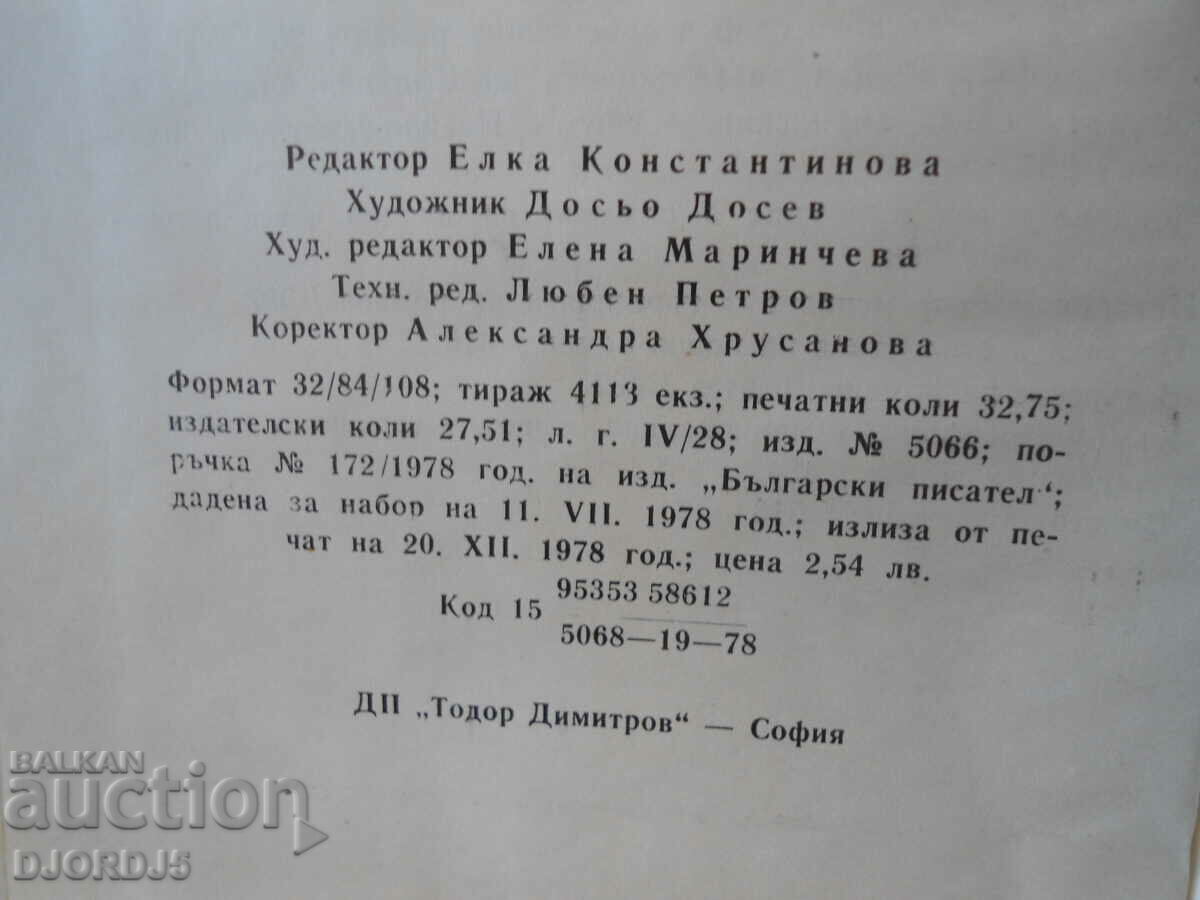 Редактор Елка Константинова
Художник Досьо Досев
Худ. редактор Елена Маринчева
Техн. ред. Любен Петров
Коректор Александра Хрусанова
Формат 32/84/108; тираж 4113 екз.; печатни коли 32,75;
издателски коли 27,51; л. г. IV/28; изд. № 5066; по-
ръчка № 172/1978 год. на изд. „Български писател“;
дадена за набор на 11. VII. 1978 год.; излиза от пе-
чат на 20. XII. 1978 год.; цена 2,54 лв.
95353 58612
Код 15
5068—19—78
ДП „Тодор Димитров“ — София
BALKAN
auction
DJORDJ5